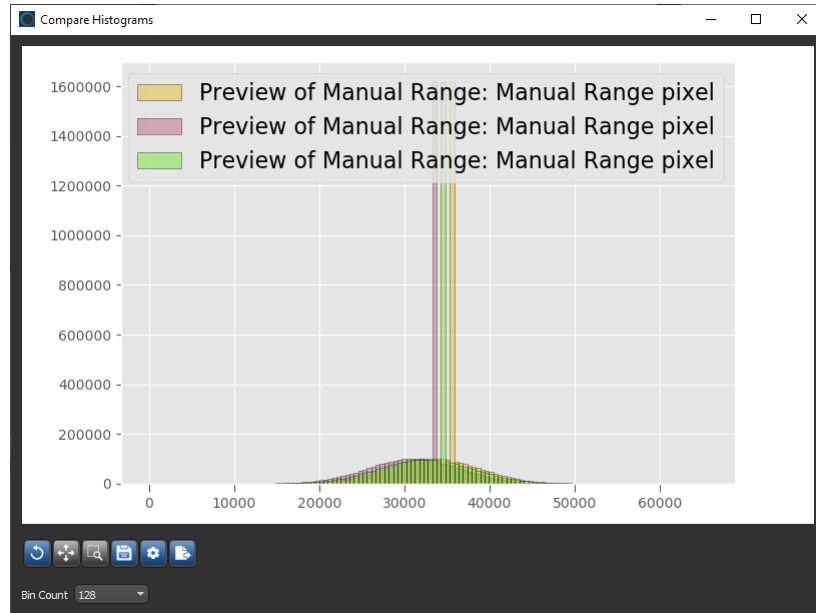 Compare Histograms
Preview of Manual Range: Manual Range pixel
Preview of Manual Range: Manual Range pixel
Preview of Manual Range: Manual Range pixel
1600000
1400000
1200000
1000000
800000
600000
400000
200000
0
0 10000 20000 30000 40000 50000 60000
Bin Count 128